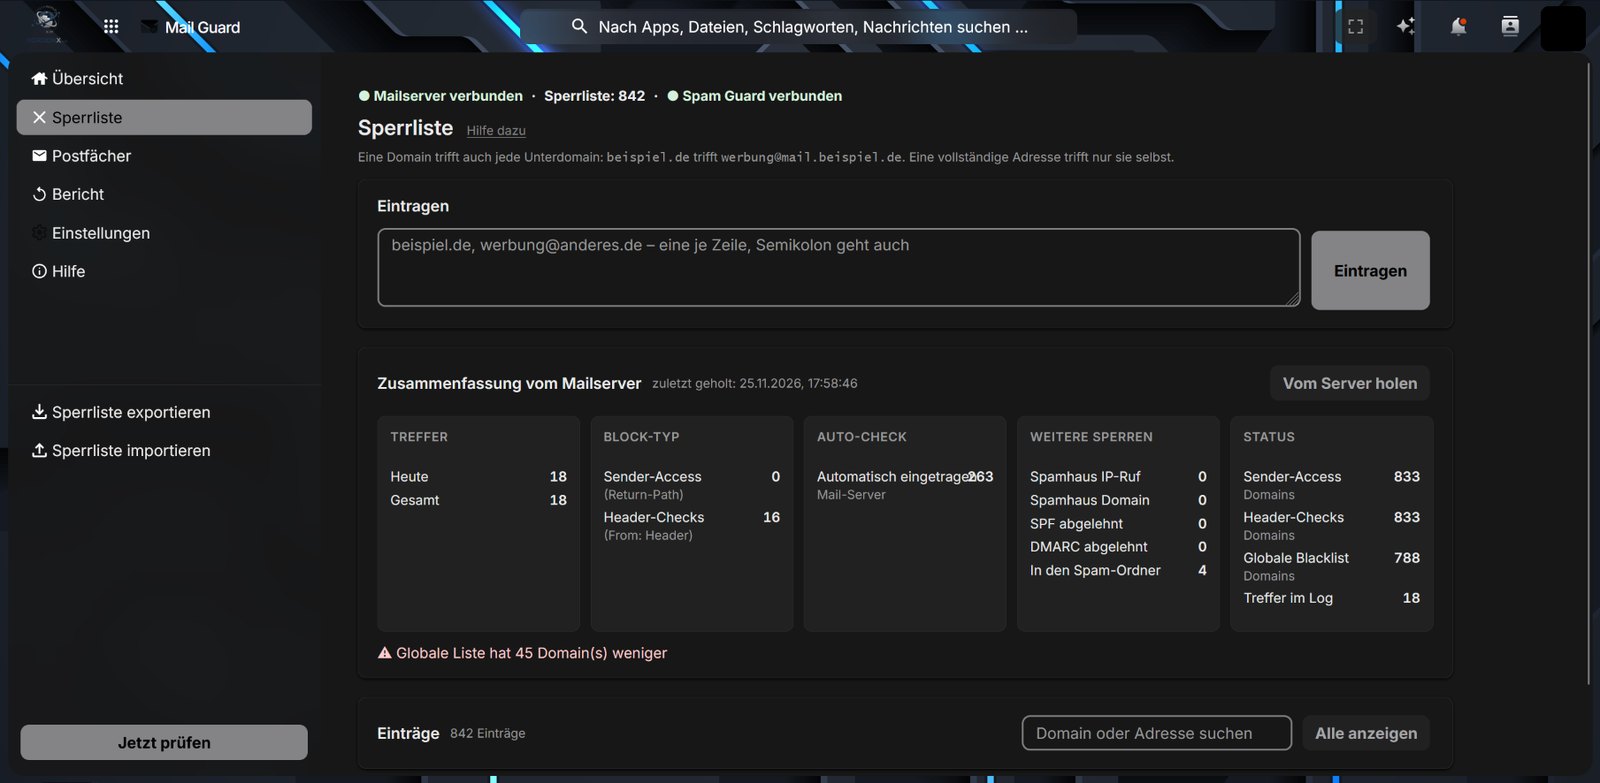 Mail Guard
Nach Apps, Dateien, Schlagworten, Nachrichten suchen ...
Übersicht
Sperrliste
Postfächer
Bericht
Einstellungen
Hilfe
Sperrliste exportieren
Sperrliste importieren
Jetzt prüfen
Mailserver verbunden · Sperrliste: 842 · Spam Guard verbunden
Sperrliste Hilfe dazu
Eine Domain trifft auch jede Unterdomain: beispiel.de trifft werbung@mail.beispiel.de. Eine vollständige Adresse trifft nur sie selbst.
Eintragen
beispiel.de, werbung@anderes.de – eine je Zeile, Semikolon geht auch
Eintragen
Zusammenfassung vom Mailserver zuletzt geholt: 25.11.2026, 17:58:46
Vom Server holen
TREFFER
Heute 18
Gesamt 18
BLOCK-TYP
Sender-Access 0
(Return-Path)
Header-Checks 16
(From: Header)
AUTO-CHECK
Automatisch eingetragen 263
Mail-Server
WEITERE SPERREN
Spamhaus IP-Ruf 0
Spamhaus Domain 0
SPF abgelehnt 0
DMARC abgelehnt 0
In den Spam-Ordner 4
STATUS
Sender-Access 833
Domains
Header-Checks 833
Domains
Globale Blacklist 788
Domains
Treffer im Log 18
Globale Liste hat 45 Domain(s) weniger
Einträge 842 Einträge
Domain oder Adresse suchen
Alle anzeigen